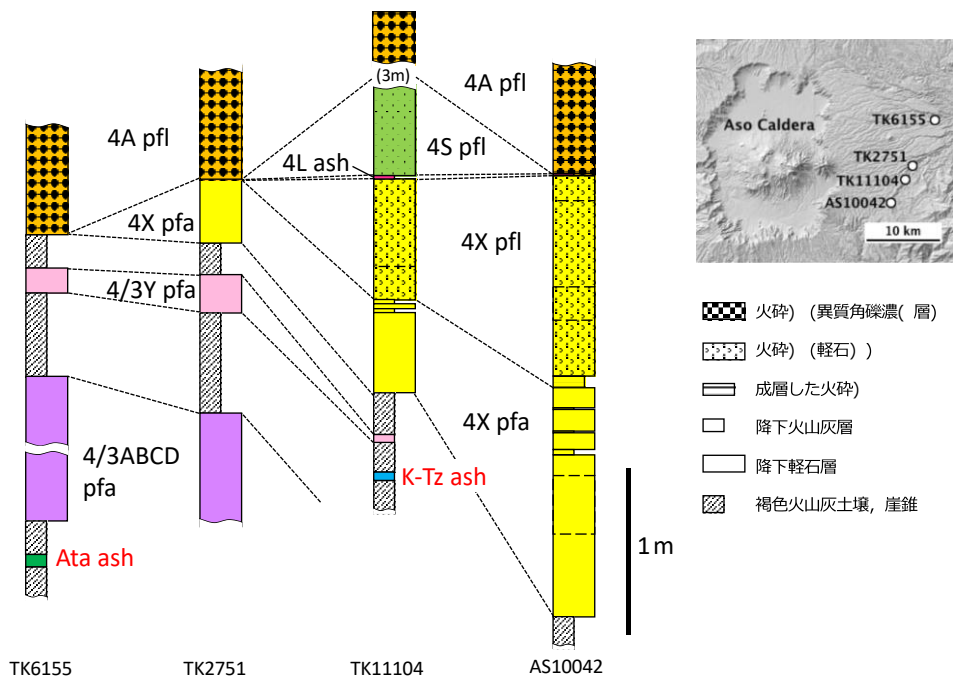 (3m)
4A pfl
4A pfl
4S pfl
4L ash
4X pfa
4X pfl
4/3Y pfa
4X pfa
4/3ABCD
pfa
K-Tz ash
Ata ash
1 m
TK6155
TK2751
TK11104
AS10042
Aso Caldera
TK6155
TK2751
TK11104
AS10042
10 km
火砕) (異質角礫濃( 層)
火砕) (軽石) )
成層した火砕)
降下火山灰層
降下軽石層
褐色火山灰土壌, 崖錐